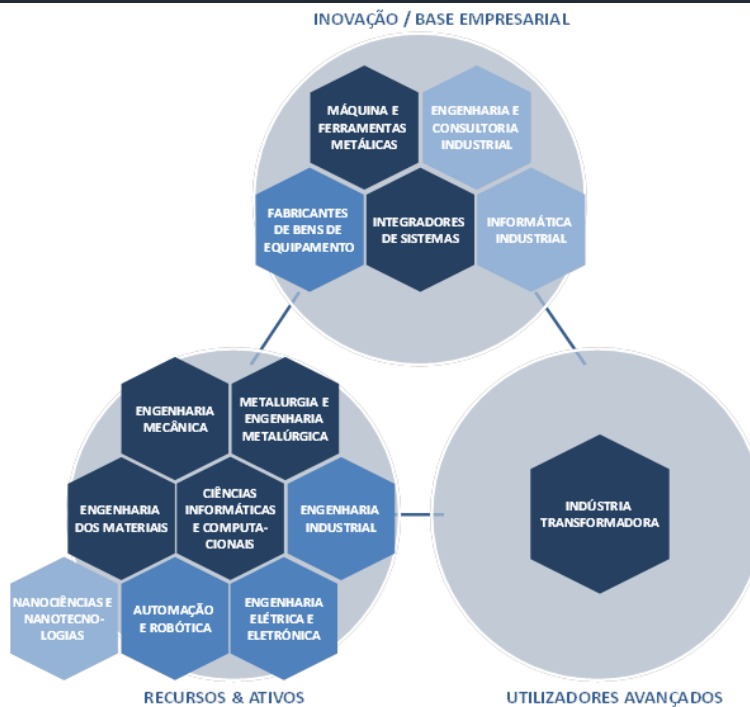 INOVAÇÃO / BASE EMPRESARIAL
MÁQUINA E
FERRAMENTAS
METÁLICAS
ENGENHARIA E
CONSULTORIA
INDUSTRIAL
FABRICANTES
DE BENS DE
EQUIPAMENTO
INTEGRADORES
DE SISTEMAS
INFORMÁTICA
INDUSTRIAL
ENGENHARIA
MECÂNICA
METALURGIA E
ENGENHARIA
METALÚRGICA
ENGENHARIA
DOS MATERIAIS
CIÊNCIAS
INFORMÁTICAS
E COMPUTA-
CIONAIS
ENGENHARIA
INDUSTRIAL
NANOCIÊNCIAS E
NANOTECNO-
LOGIAS
AUTOMAÇÃO
E ROBÓTICA
ENGENHARIA
ELÉTRICA E
ELETRÓNICA
INDÚSTRIA
TRANSFORMADORA
RECURSOS & ATIVOS
UTILIZADORES AVANÇADOS